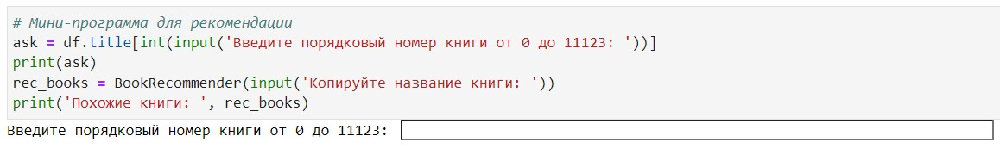 # Мини-программа для рекомендации
ask = df.title[int(input('Введите порядковый номер книги от 0 до 11123: '))]
print(ask)
rec_books = BookRecommender(input('Копируйте название книги: '))
print('Похожие книги: ', rec_books)
Введите порядковый номер книги от 0 до 11123: